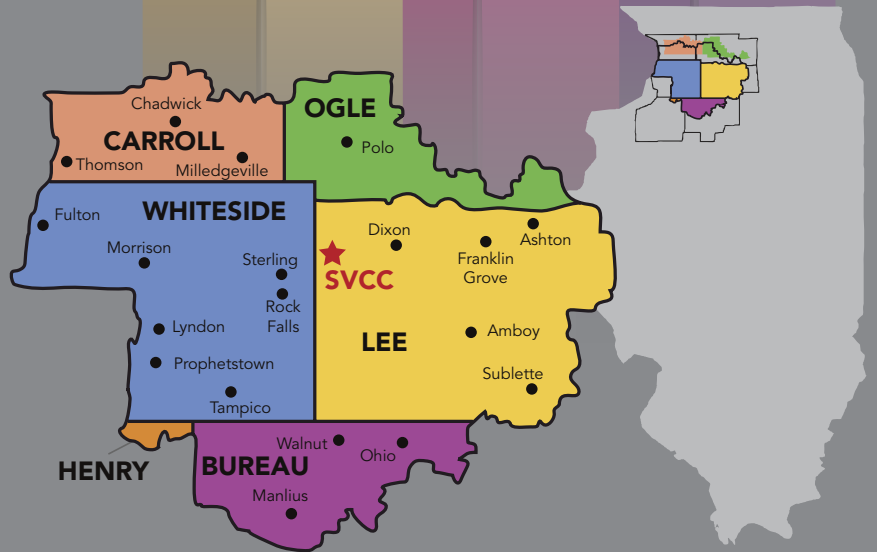 Chadwick
CARROLL
Thomson
Milledgeville
OGLE
Polo
Fulton
WHITESIDE
Morrison
Sterling
Rock
Falls
Lyndon
Prophetstown
Tampico
Dixon
SVCC
Franklin
Grove
Ashton
LEE
Amboy
Sublette
HENRY
BUREAU
Walnut
Ohio
Manlius